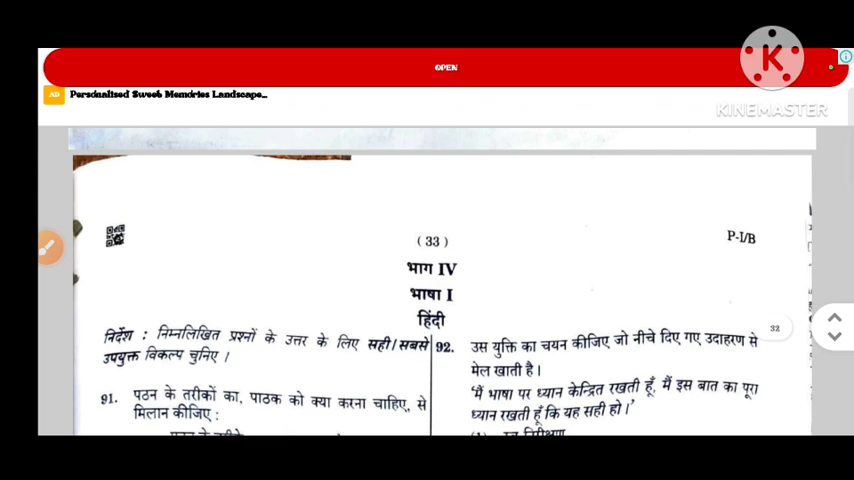 OPEN
AD Personalised Sweet Memories Landscape...
KINEMASTER
( 33 )
P-I/B
भाग IV
भाषा I
हिंदी
32
निर्देश : निम्नलिखित प्रश्नों के उत्तर के लिए सही/सबसे
उपयुक्त विकल्प चुनिए ।
91. पठन के तरीकों का, पाठक को क्या करना चाहिए, से
मिलान कीजिए :
92. उस युक्ति का चयन कीजिए जो नीचे दिए गए उदाहरण से
मेल खाती है ।
‘मैं भाषा पर ध्यान केन्द्रित रखती हूँ, मैं इस बात का पूरा
ध्यान रखती हूँ कि यह सही हो ।’